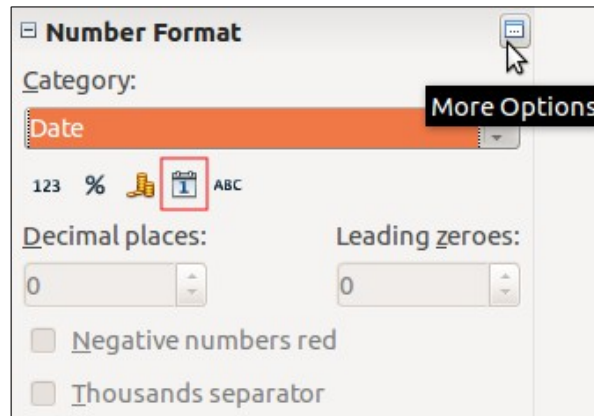 Number Format
Category:
More Options
Date
123 % 1 ABC
Decimal places: Leading zeroes:
0 0
Negative numbers red
Thousands separator